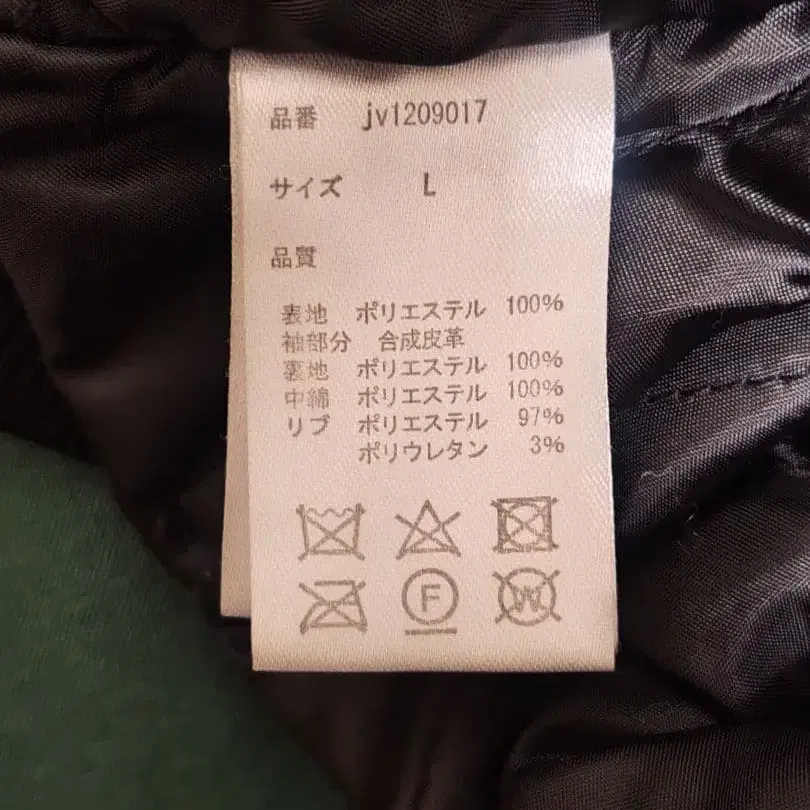 品番 jv1209017
サイズ L
品質
表地 ポリエステル 100%
袖部分 合成皮革
裏地 ポリエステル 100%
中綿 ポリエステル 100%
リブ ポリエステル 97%
ポリウレタン 3%
F W